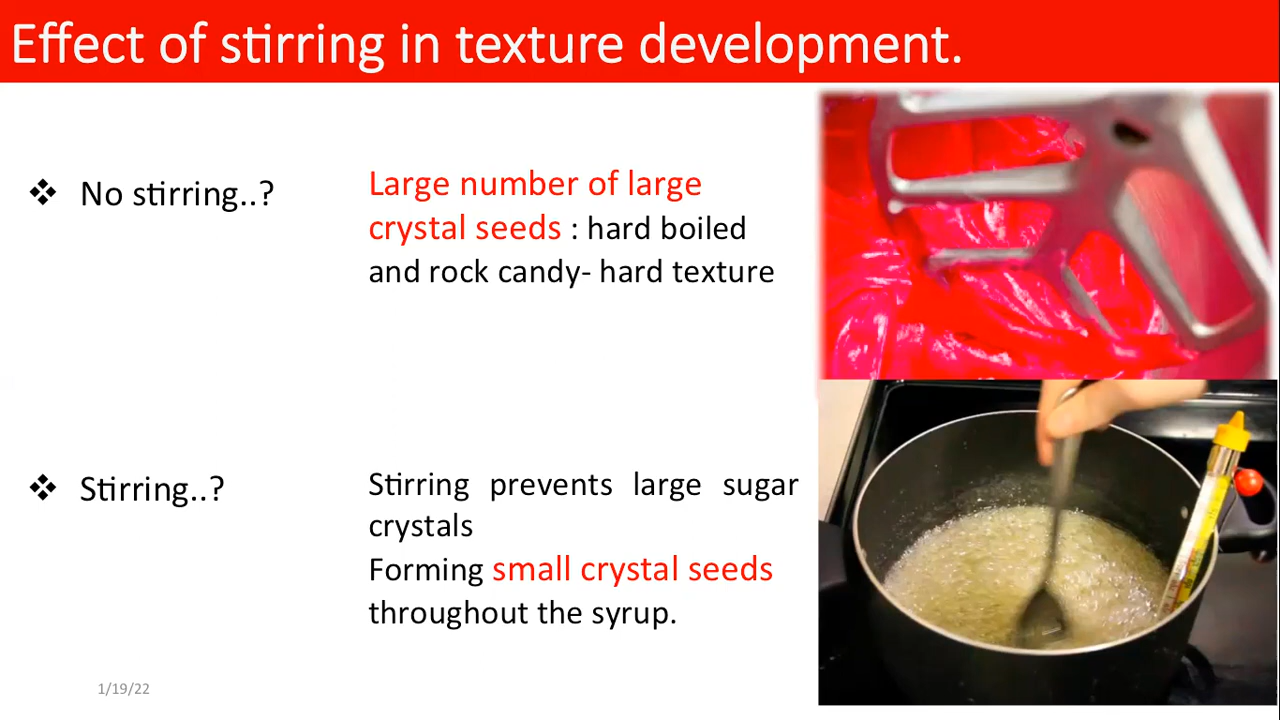 Effect of stirring in texture development.
❖ No stirring..?
Large number of large
crystal seeds : hard boiled
and rock candy- hard texture
❖ Stirring..?
Stirring prevents large sugar
crystals
Forming small crystal seeds
throughout the syrup.
1/19/22